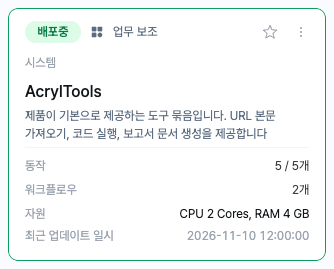 배포중 업무 보조
시스템
AcrylTools
제품이 기본으로 제공하는 도구 묶음입니다. URL 본문
가져오기, 코드 실행, 보고서 문서 생성을 제공합니다
동작 5 / 5개
워크플로우 2개
자원 CPU 2 Cores, RAM 4 GB
최근 업데이트 일시 2026-11-10 12:00:00